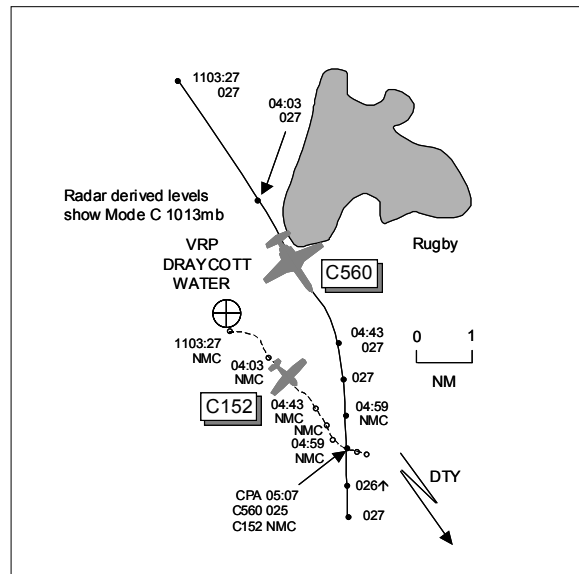 1103:27
027
04:03
027
Radar derived levels
show Mode C 1013mb
Rugby
VRP
DRAYCOTT
WATER
C560
1103:27
NMC
04:43
027
0 1
NM
04:03
NMC
027
C152
04:43
NMC
04:59
NMC
NMC
04:59
NMC
DTY
CPA 05:07
C560 025
C152 NMC
026↑
027